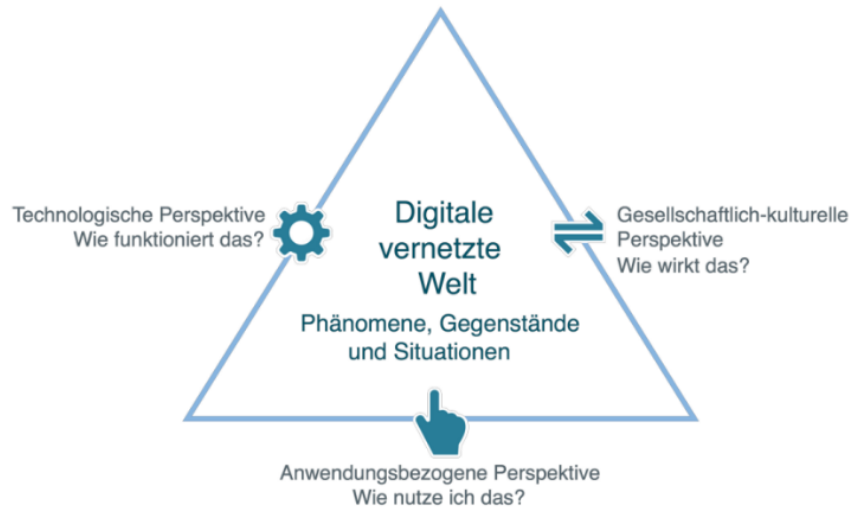 Digitale
vernetzte
Welt
Phänomene, Gegenstände
und Situationen
Technologische Perspektive
Wie funktioniert das?
Gesellschaftlich-kulturelle
Perspektive
Wie wirkt das?
Anwendungsbezogene Perspektive
Wie nutze ich das?